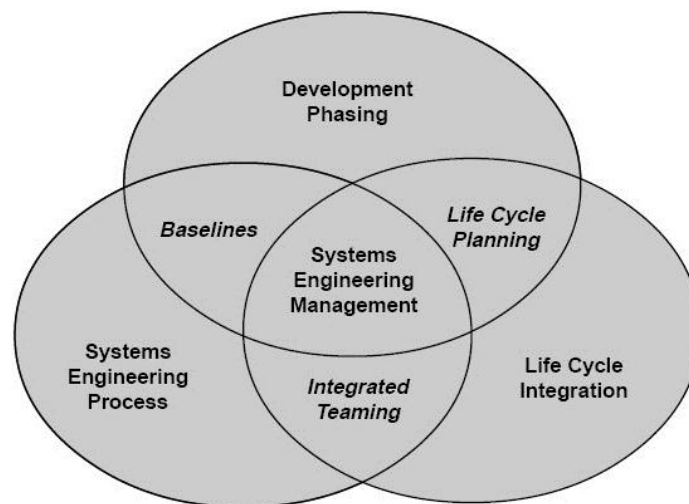 Development
Phasing
Baselines
Life Cycle
Planning
Systems
Engineering
Management
Systems
Engineering
Process
Integrated
Teaming
Life Cycle
Integration